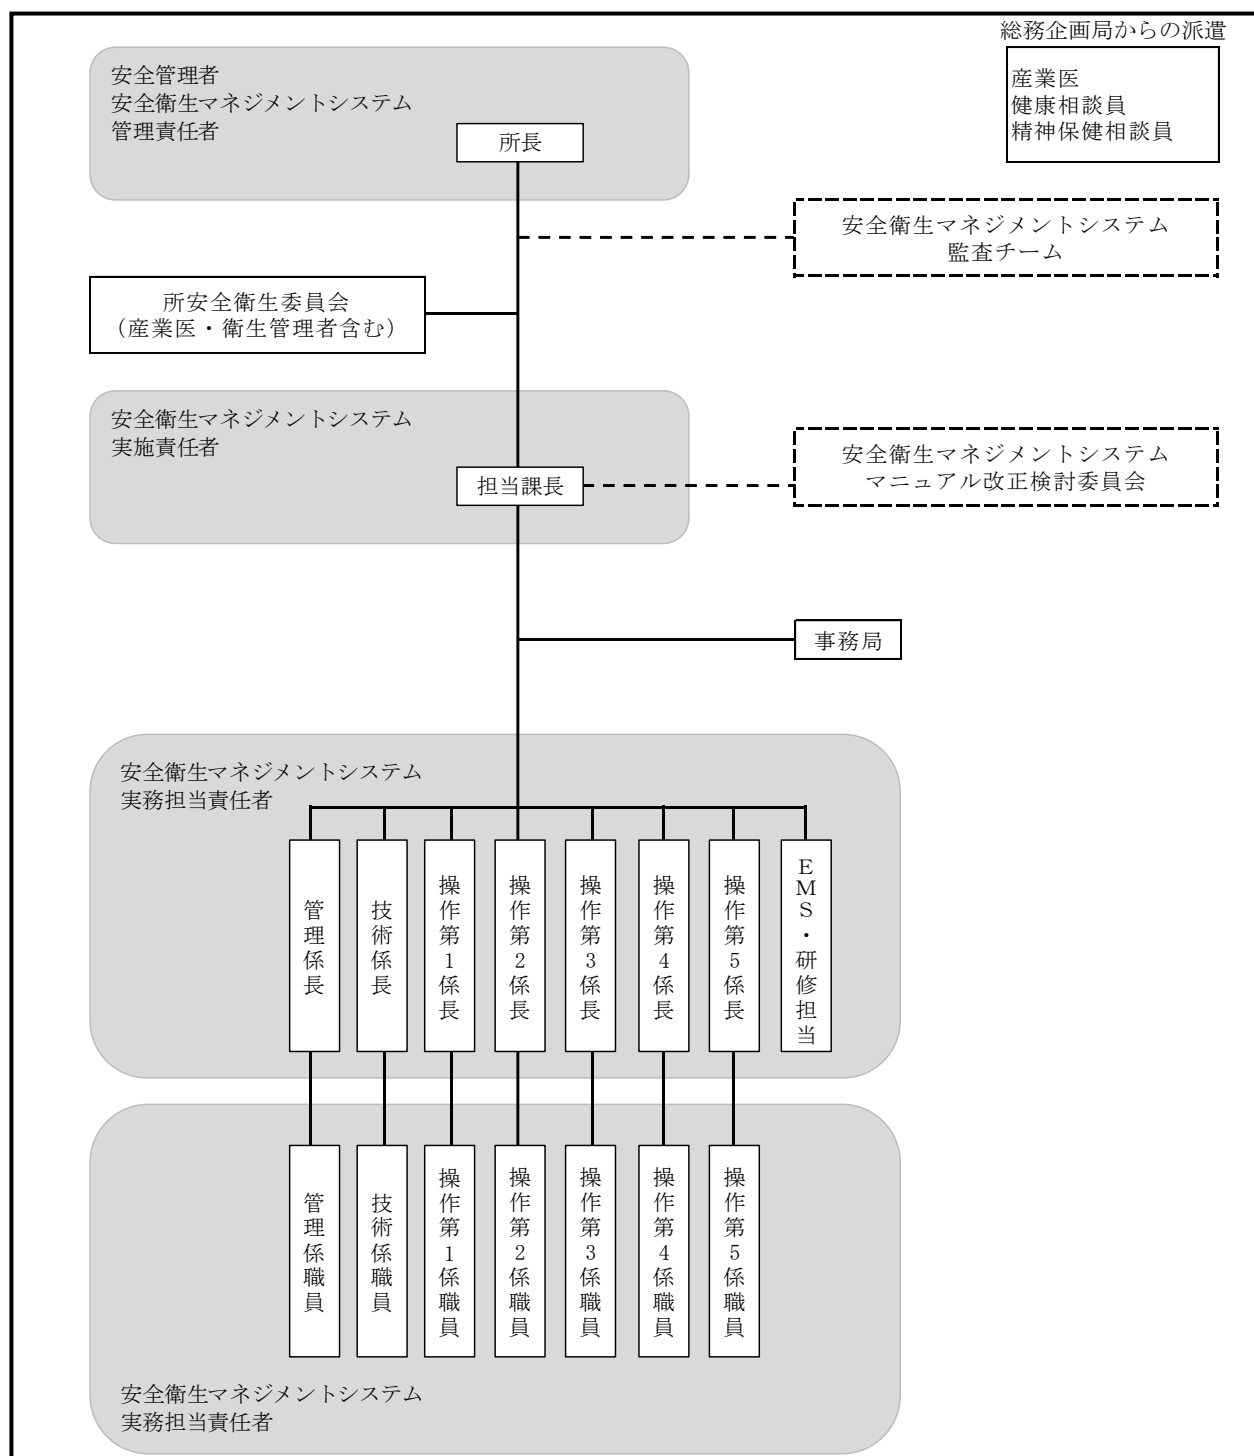 総務企画局からの派遣
産業医
健康相談員
精神保健相談員
安全管理者
安全衛生マネジメントシステム
管理責任者
所長
安全衛生マネジメントシステム
監査チーム
所安全衛生委員会
（産業医・衛生管理者含む）
安全衛生マネジメントシステム
実施責任者
担当課長
安全衛生マネジメントシステム
マニュアル改正検討委員会
事務局
安全衛生マネジメントシステム
実務担当責任者
管理係長
技術係長
操作第1係長
操作第2係長
操作第3係長
操作第4係長
操作第5係長
EMS・研修担当
管理係職員
技術係職員
操作第1係職員
操作第2係職員
操作第3係職員
操作第4係職員
操作第5係職員
安全衛生マネジメントシステム
実務担当責任者